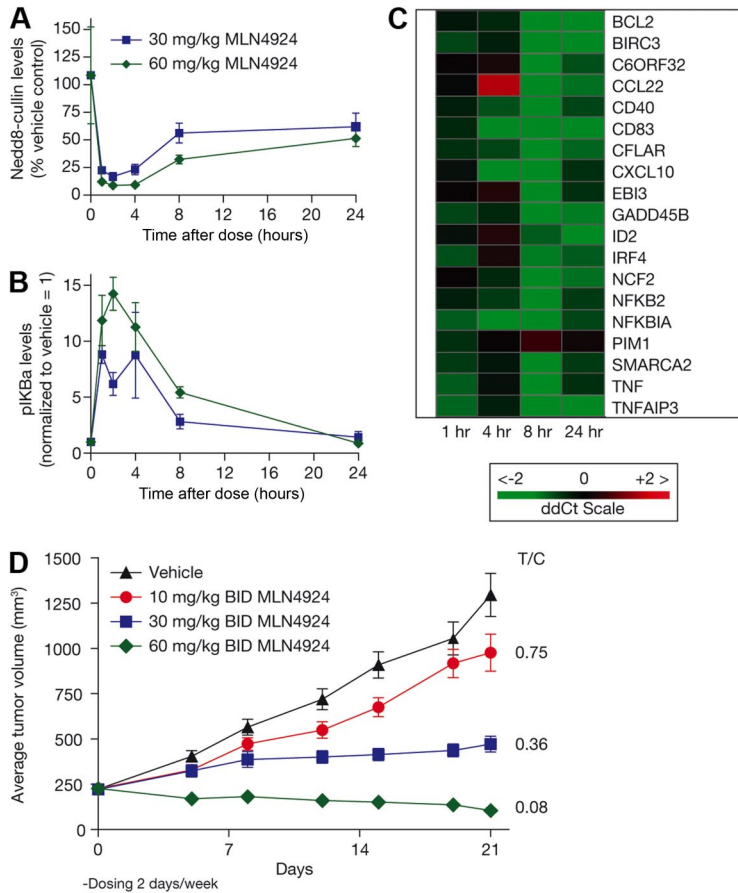 A
150
125
100
75
50
25
0
Nedd8-cullin levels
(% vehicle control)
30 mg/kg MLN4924
60 mg/kg MLN4924
0 4 8 12 16 20 24
Time after dose (hours)
B
15
10
5
0
pIKBa levels
(normalized to vehicle = 1)
0 4 8 12 16 20 24
Time after dose (hours)
C
BCL2
BIRC3
C6ORF32
CCL22
CD40
CD83
CFLAR
CXCL10
EBI3
GADD45B
ID2
IRF4
NCF2
NFKB2
NFKBIA
PIM1
SMARCA2
TNF
TNFAIP3
1 hr 4 hr 8 hr 24 hr
<-2 0 +2 >
ddCt Scale
D
1500
1250
1000
750
500
250
0
Average tumor volume (mm³)
Vehicle
10 mg/kg BID MLN4924
30 mg/kg BID MLN4924
60 mg/kg BID MLN4924
T/C
0.75
0.36
0.08
0 7 14 21
Days
-Dosing 2 days/week